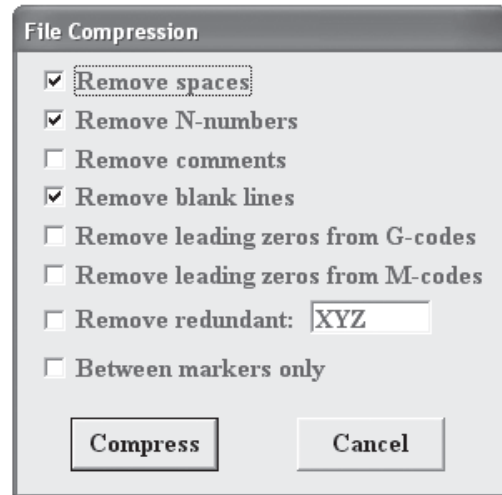 File Compression
Remove spaces
Remove N-numbers
Remove comments
Remove blank lines
Remove leading zeros from G-codes
Remove leading zeros from M-codes
Remove redundant: XYZ
Between markers only
Compress Cancel